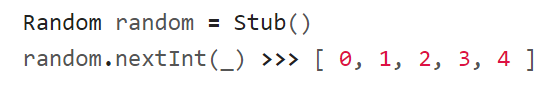 Random random = Stub()
random.nextInt(_) >>> [ 0, 1, 2, 3, 4 ]